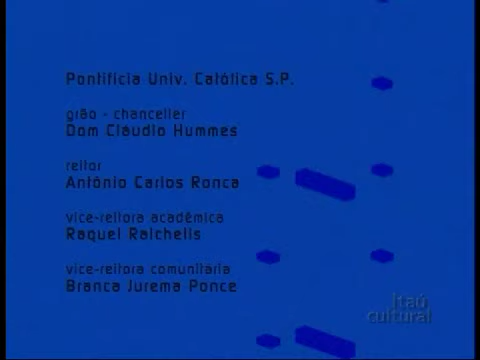 Pontifícia Univ. Católica S.P.
grão - chanceller
Dom Cláudio Hummes
reitor
Antônio Carlos Ronca
vice-reitora acadêmica
Raquel Raichelis
vice-reitora comunitária
Branca Jurema Ponce
Itaú
cultural